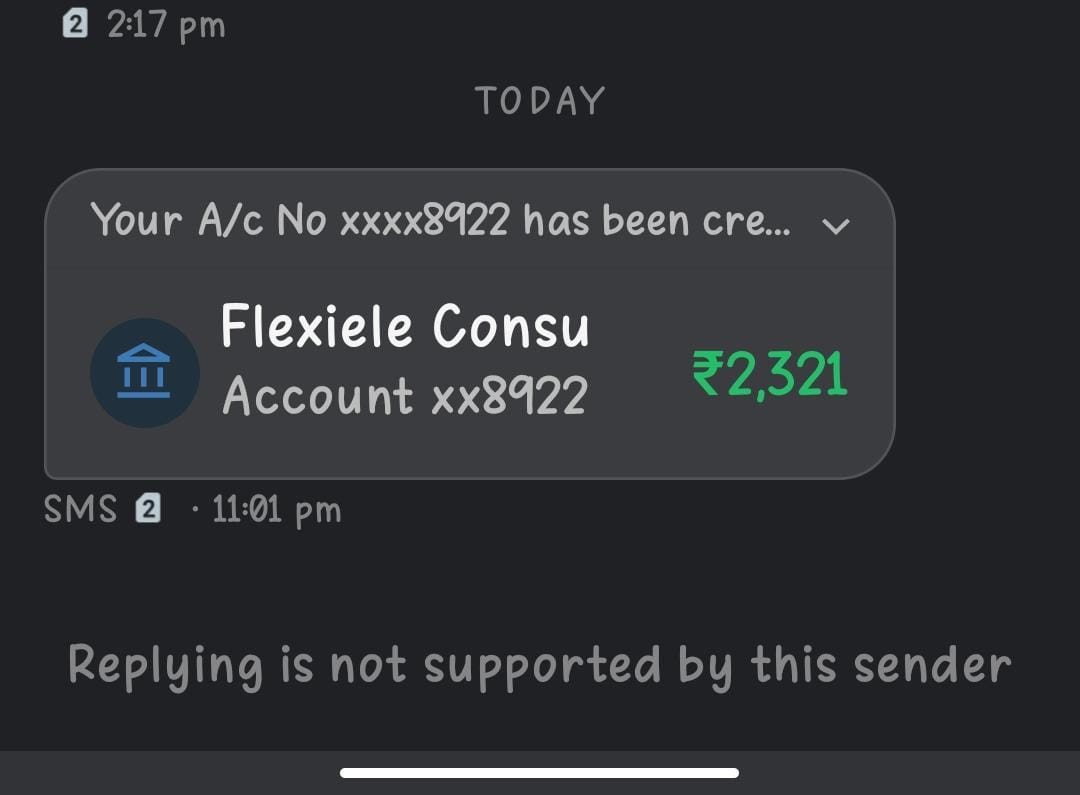 2 2:17 pm
TODAY
Your A/c No xxxx8922 has been cre...
Flexiele Consu
Account xx8922
₹2,321
SMS 2 · 11:01 pm
Replying is not supported by this sender